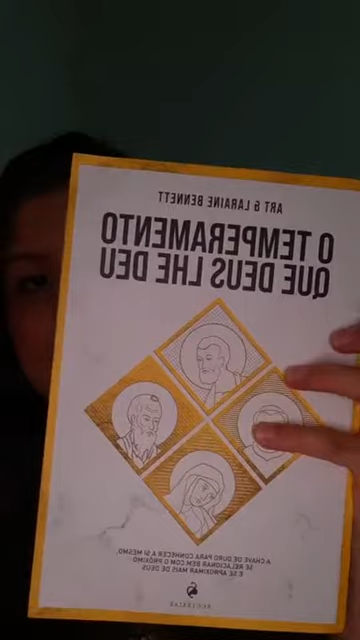 ART & LARAINE BENNETT
O TEMPERAMENTO
QUE DEUS LHE DEU
A CHAVE DE OURO PARA CONHECER A SI MESMO,
SE RELACIONAR BEM COM O PRÓXIMO
E SE APROXIMAR MAIS DE DEUS
ECCLESIAE